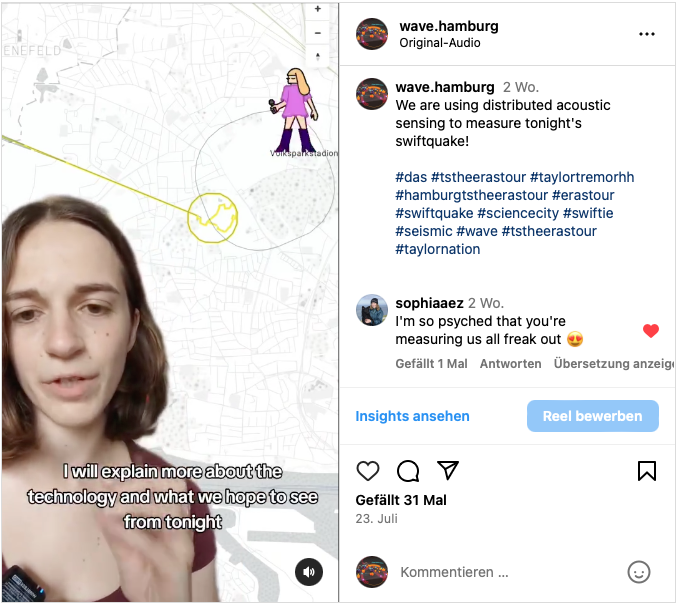 ENEFELD
Volksparkstadion
I will explain more about the
technology and what we hope to see
from tonight
wave.hamburg
Original-Audio
wave.hamburg 2 Wo.
We are using distributed acoustic
sensing to measure tonight's
swiftquake!
#das #tstheerastour #taylortremorhh
#hamburgtstheerastour #erastour
#swiftquake #sciencecity #swiftie
#seismic #wave #tstheerastour
#taylornation
sophiaaez 2 Wo.
I'm so psyched that you're
measuring us all freak out 😍
Gefällt 1 Mal Antworten Übersetzung anzeige
Insights ansehen
Reel bewerben
Gefällt 31 Mal
23. Juli
Kommentieren ...